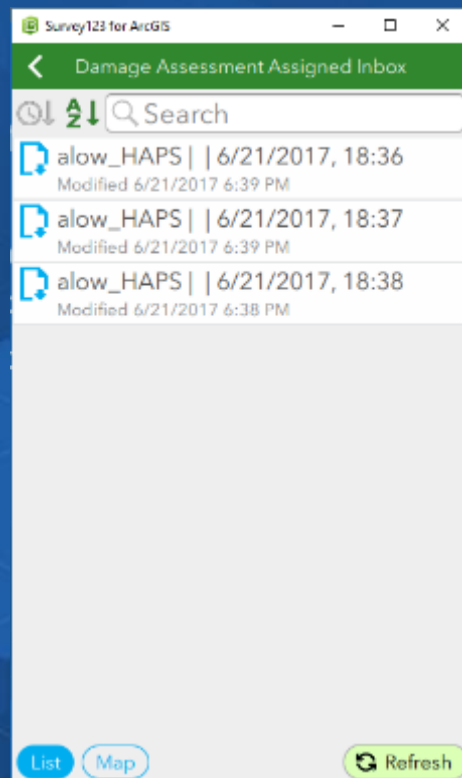 Survey123 for ArcGIS
Damage Assessment Assigned Inbox
Search
alow_HAPS | | 6/21/2017, 18:36
Modified 6/21/2017 6:39 PM
alow_HAPS | | 6/21/2017, 18:37
Modified 6/21/2017 6:39 PM
alow_HAPS | | 6/21/2017, 18:38
Modified 6/21/2017 6:38 PM
List Map Refresh